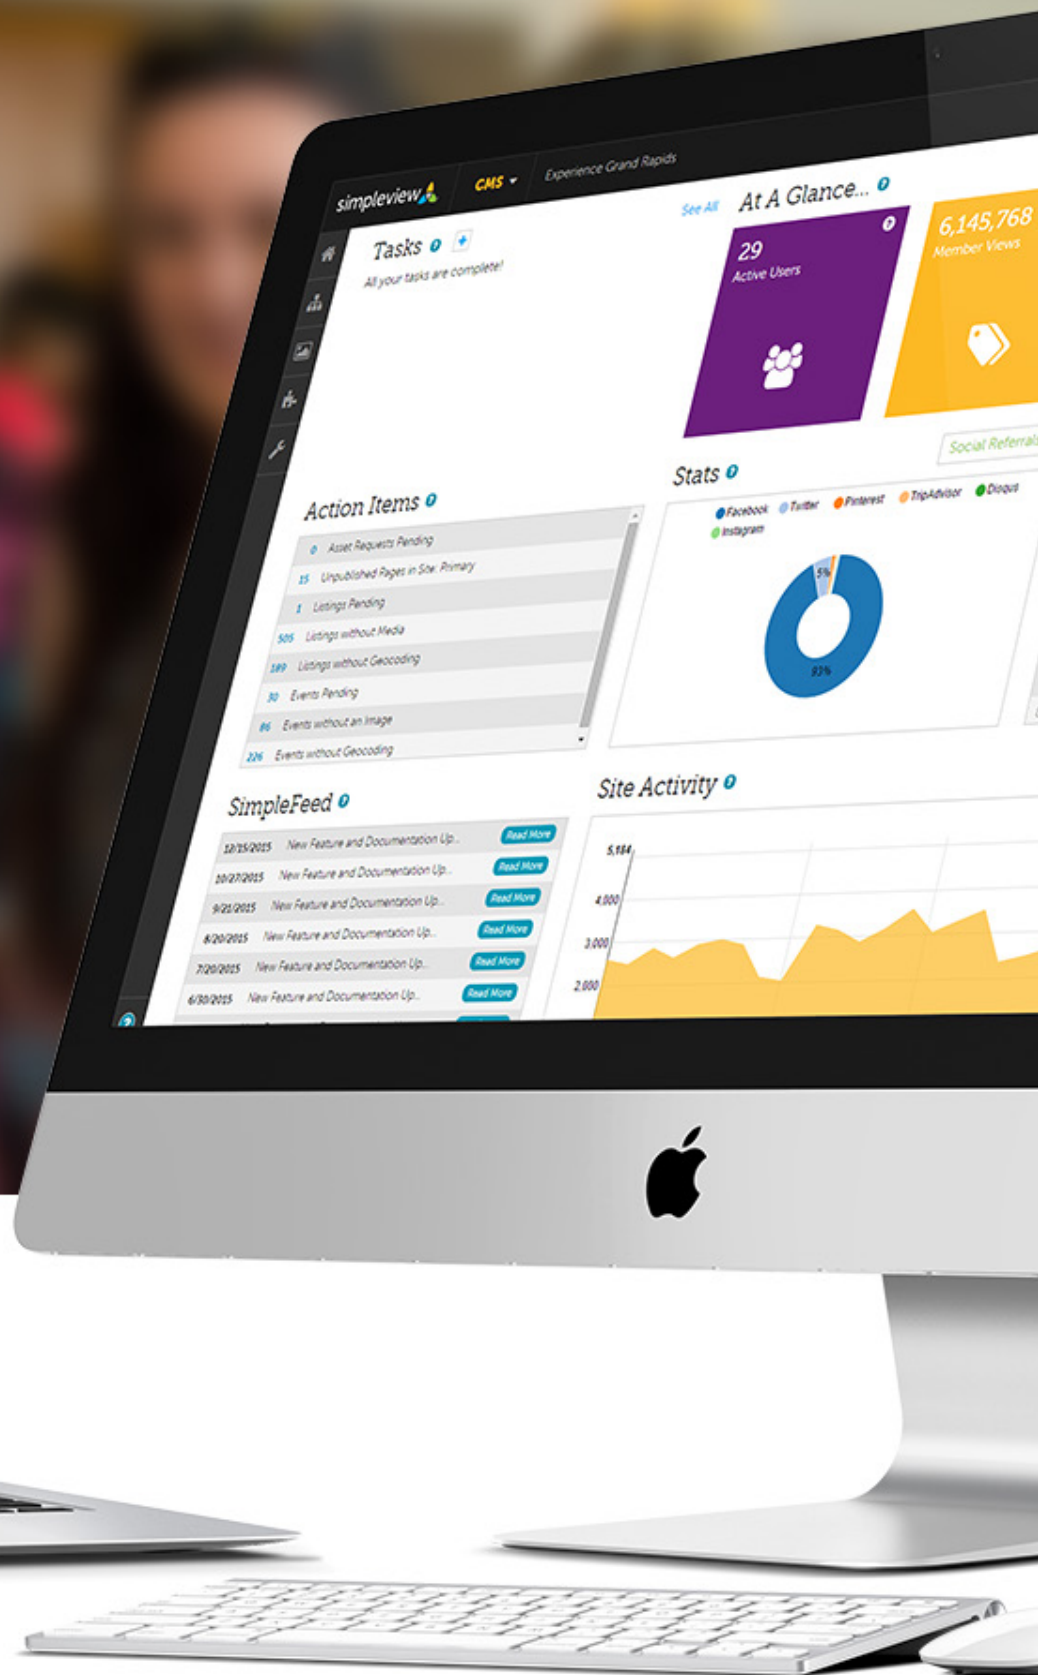 simpleview
CMS
Experience Grand Rapids
Tasks
All your tasks are complete!
See All
At A Glance...
29
Active Users
6,145,768
Member Views
Action Items
0 Asset Requests Pending
15 Unpublished Pages in Site: Primary
1 Listings Pending
505 Listings without Media
189 Listings without Geocoding
30 Events Pending
86 Events without an Image
226 Events without Geocoding
Stats
Social Referrals
Facebook Twitter Pinterest TripAdvisor Disqus
Instagram
5%
93%
SimpleFeed
12/15/2015 New Feature and Documentation Up... Read More
10/27/2015 New Feature and Documentation Up... Read More
9/21/2015 New Feature and Documentation Up... Read More
8/20/2015 New Feature and Documentation Up... Read More
7/20/2015 New Feature and Documentation Up... Read More
6/30/2015 New Feature and Documentation Up... Read More
Site Activity
5,184
4,000
3,000
2,000